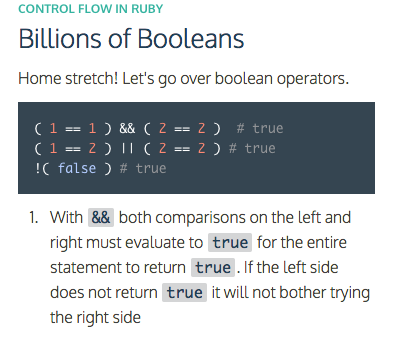 CONTROL FLOW IN RUBY
Billions of Booleans
Home stretch! Let's go over boolean operators.
( 1 == 1 ) && ( 2 == 2 )  # true
( 1 == 2 ) || ( 2 == 2 ) # true
!( false ) # true
1. With && both comparisons on the left and
right must evaluate to true for the entire
statement to return true. If the left side
does not return true it will not bother trying
the right side